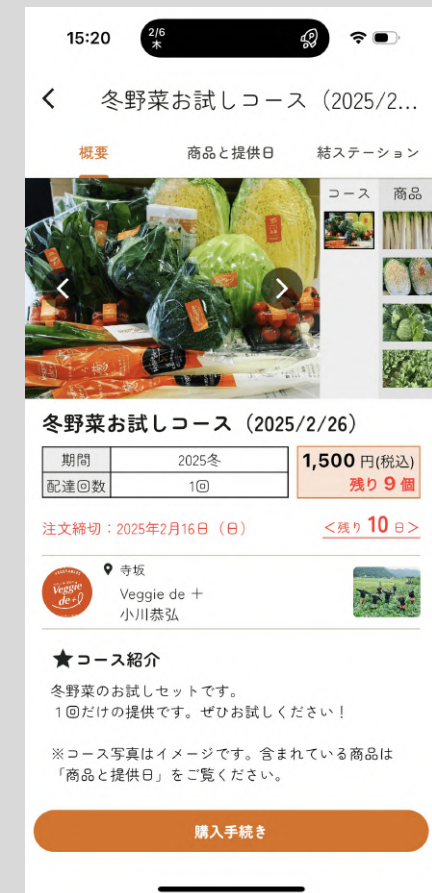 15:20
2/6
木
冬野菜お試しコース（2025/2...
概要
商品と提供日
結ステーション
コース
商品
冬野菜お試しコース（2025/2/26）
期間
2025冬
配達回数
1回
1,500 円(税込)
残り 9 個
注文締切：2025年2月16日（日）
<残り 10 日>
寺坂
Veggie de ＋
小川恭弘
Veggie
de+
★コース紹介
冬野菜のお試しセットです。
１回だけの提供です。ぜひお試しください！
※コース写真はイメージです。含まれている商品は
「商品と提供日」をご覧ください。
購入手続き